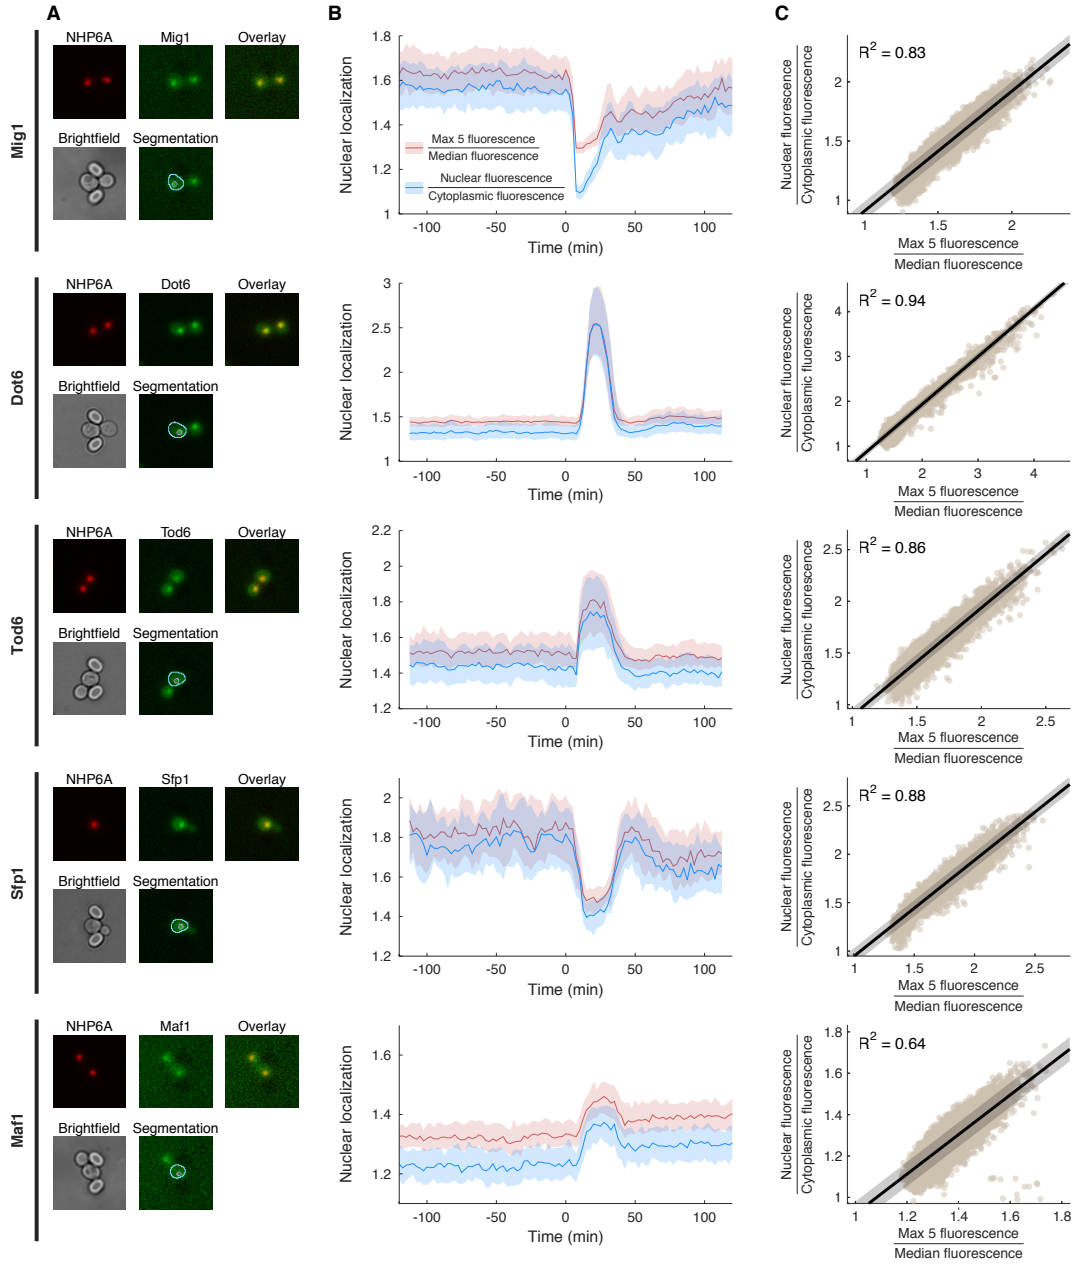 A
B
C
Mig1
NHP6A Mig1 Overlay
Brightfield Segmentation
Nuclear localization
1.8
1.6
1.4
1.2
1
Max 5 fluorescence
Median fluorescence
Nuclear fluorescence
Cytoplasmic fluorescence
-100 -50 0 50 100
Time (min)
Nuclear fluorescence
Cytoplasmic fluorescence
R² = 0.83
2
1.5
1
1 1.5 2
Max 5 fluorescence
Median fluorescence
Dot6
NHP6A Dot6 Overlay
Brightfield Segmentation
Nuclear localization
3
2.5
2
1.5
1
-100 -50 0 50 100
Time (min)
Nuclear fluorescence
Cytoplasmic fluorescence
R² = 0.94
4
3
2
1
1 2 3 4
Max 5 fluorescence
Median fluorescence
Tod6
NHP6A Tod6 Overlay
Brightfield Segmentation
Nuclear localization
2.2
2
1.8
1.6
1.4
1.2
-100 -50 0 50 100
Time (min)
Nuclear fluorescence
Cytoplasmic fluorescence
R² = 0.86
2.5
2
1.5
1
1 1.5 2 2.5
Max 5 fluorescence
Median fluorescence
Sfp1
NHP6A Sfp1 Overlay
Brightfield Segmentation
Nuclear localization
2
1.8
1.6
1.4
1.2
-100 -50 0 50 100
Time (min)
Nuclear fluorescence
Cytoplasmic fluorescence
R² = 0.88
2.5
2
1.5
1
1 1.5 2 2.5
Max 5 fluorescence
Median fluorescence
Maf1
NHP6A Maf1 Overlay
Brightfield Segmentation
Nuclear localization
1.6
1.4
1.2
-100 -50 0 50 100
Time (min)
Nuclear fluorescence
Cytoplasmic fluorescence
R² = 0.64
1.8
1.6
1.4
1.2
1
1 1.2 1.4 1.6 1.8
Max 5 fluorescence
Median fluorescence